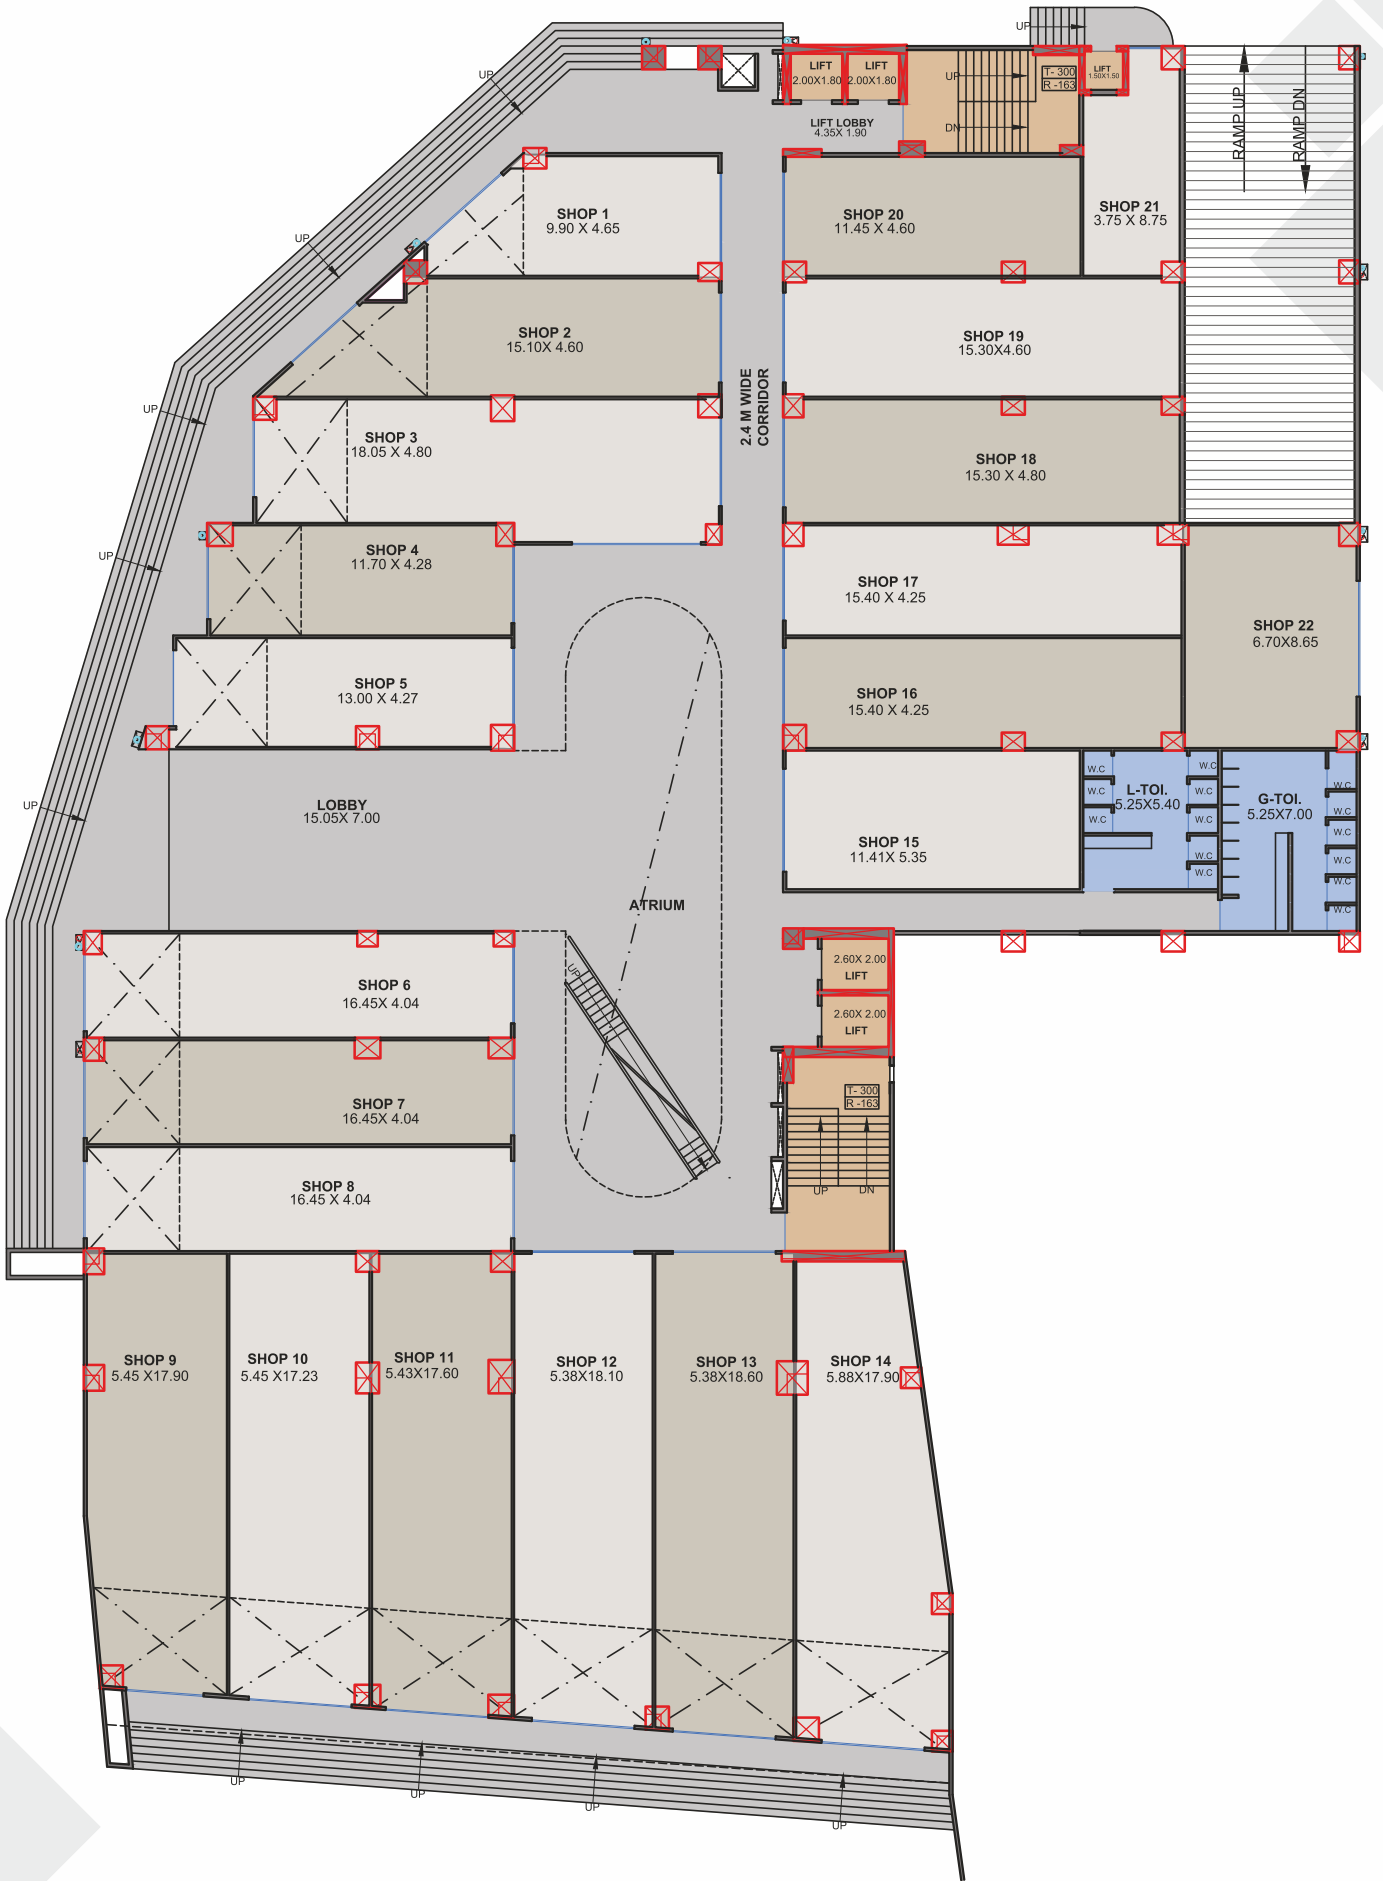 UP
LIFT
2.00X1.80
LIFT
2.00X1.80
UP
DN
T- 300
R -163
LIFT
1.50X1.50
RAMP UP
RAMP DN
UP
LIFT LOBBY
4.35X 1.90
SHOP 1
9.90 X 4.65
SHOP 20
11.45 X 4.60
SHOP 21
3.75 X 8.75
UP
SHOP 2
15.10X 4.60
SHOP 19
15.30X4.60
2.4 M WIDE
CORRIDOR
UP
SHOP 3
18.05 X 4.80
SHOP 18
15.30 X 4.80
UP
SHOP 4
11.70 X 4.28
SHOP 17
15.40 X 4.25
SHOP 22
6.70X8.65
SHOP 5
13.00 X 4.27
SHOP 16
15.40 X 4.25
UP
LOBBY
15.05X 7.00
SHOP 15
11.41X 5.35
W.C
W.C
W.C
L-TOI.
5.25X5.40
W.C
W.C
W.C
W.C
W.C
G-TOI.
5.25X7.00
W.C
W.C
W.C
W.C
W.C
W.C
ATRIUM
UP
2.60X 2.00
LIFT
2.60X 2.00
LIFT
SHOP 6
16.45X 4.04
SHOP 7
16.45X 4.04
T- 300
R -163
UP
DN
SHOP 8
16.45 X 4.04
SHOP 9
5.45 X17.90
SHOP 10
5.45 X17.23
SHOP 11
5.43X17.60
SHOP 12
5.38X18.10
SHOP 13
5.38X18.60
SHOP 14
5.88X17.90
UP
UP
UP
UP